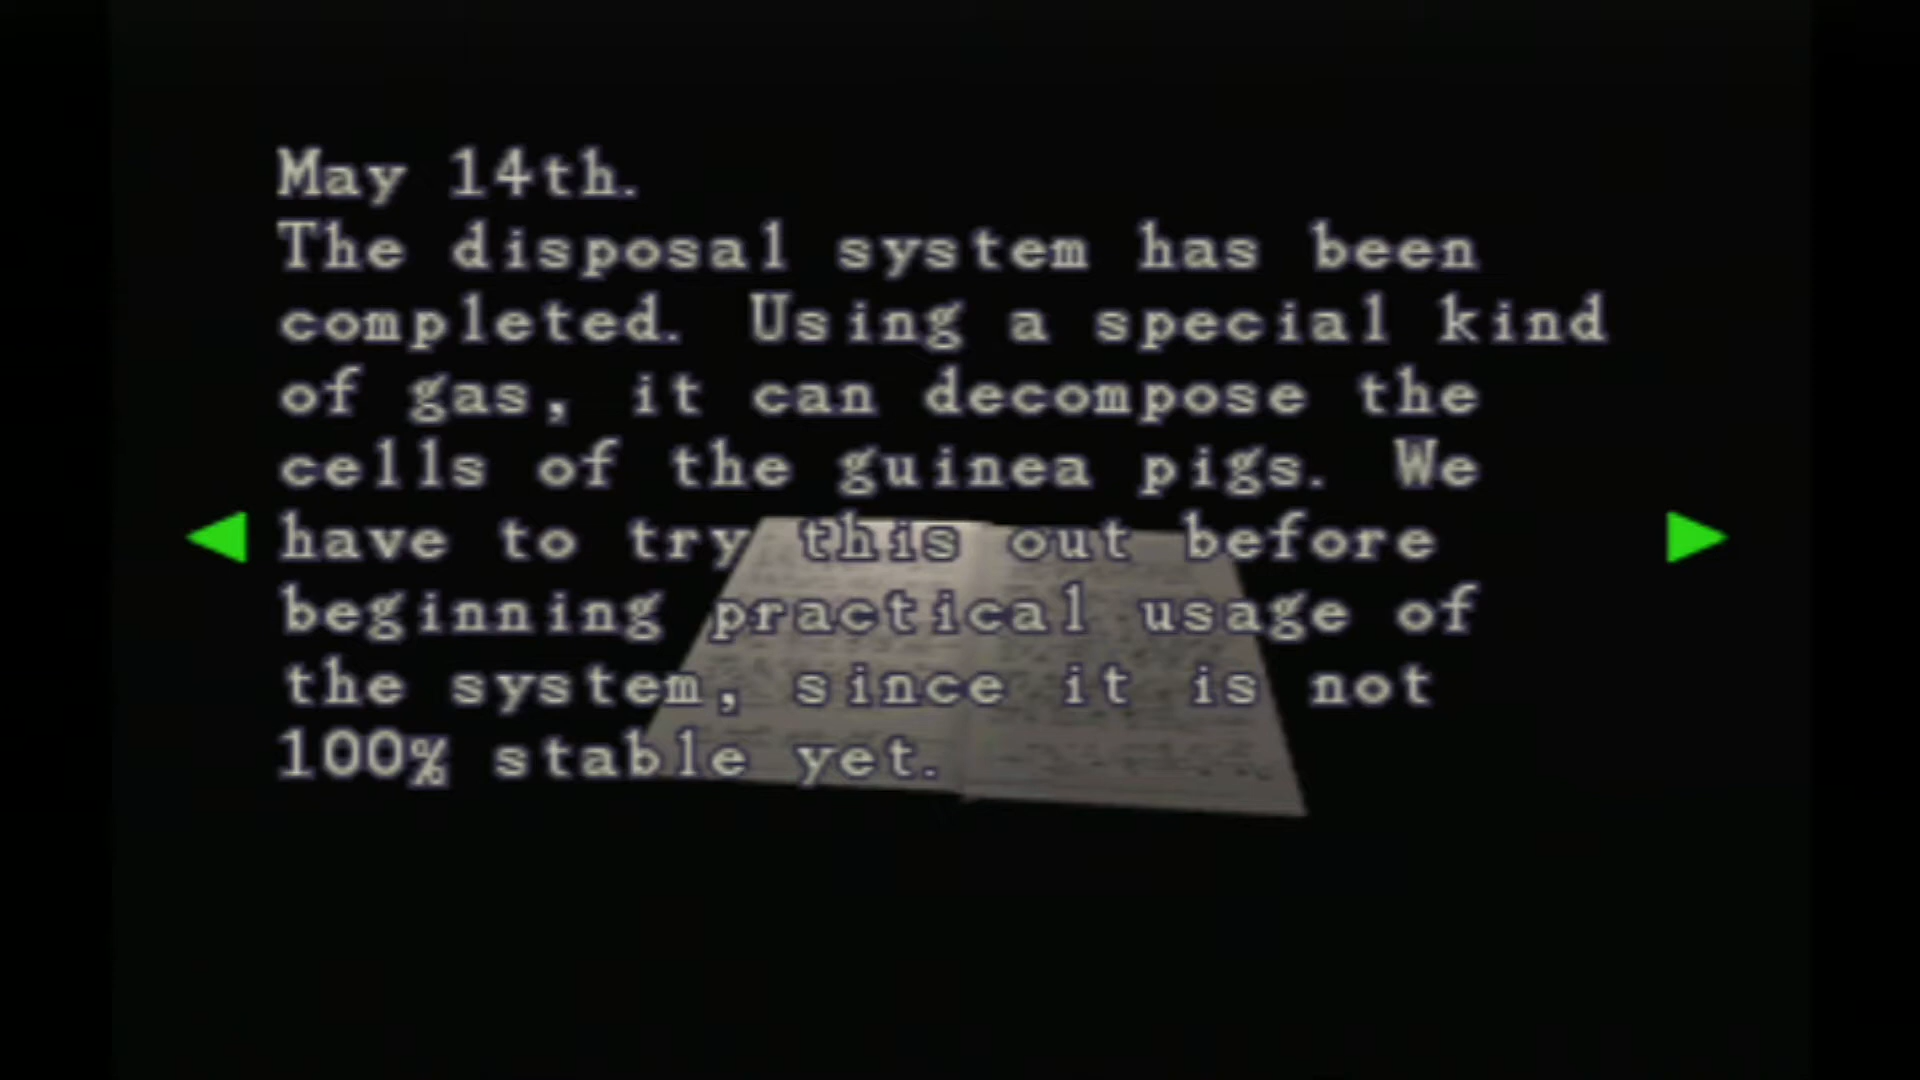 May 14th.
The disposal system has been
completed. Using a special kind
of gas, it can decompose the
cells of the guinea pigs. We
have to try this out before
beginning practical usage of
the system, since it is not
100% stable yet.